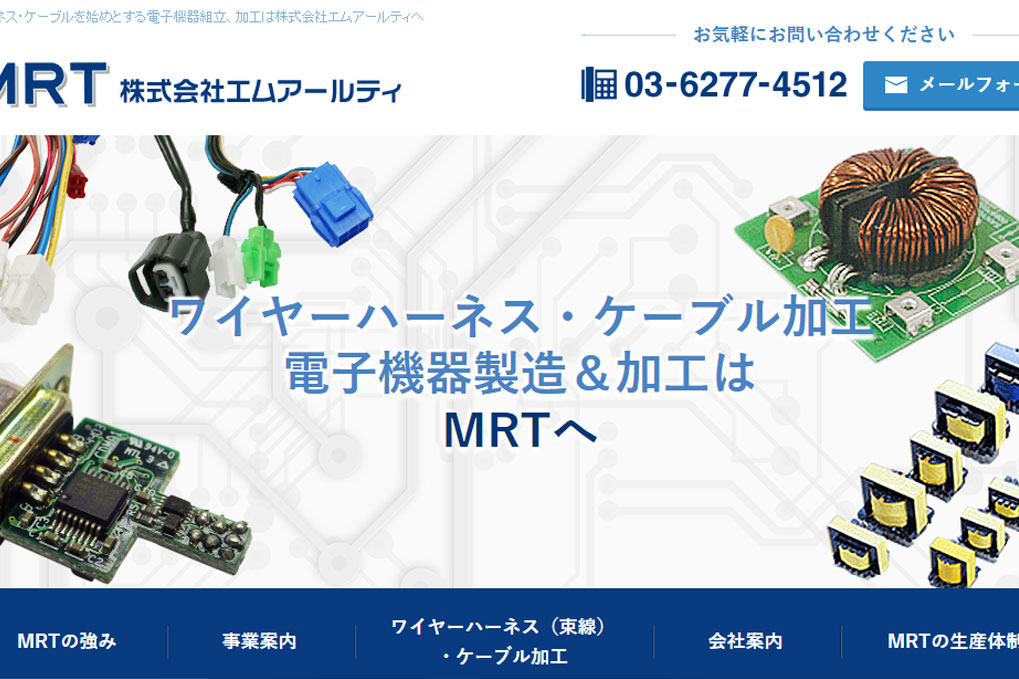 ネス・ケーブルを始めとする電子機器組立、加工は株式会社エムアールティへ
お気軽にお問い合わせください
MRT 株式会社エムアールティ
03-6277-4512
メールフォー
ワイヤーハーネス・ケーブル加工
電子機器製造＆加工は
MRTへ
94V-0
MRTの強み
事業案内
ワイヤーハーネス（束線）
・ケーブル加工
会社案内
MRTの生産体制